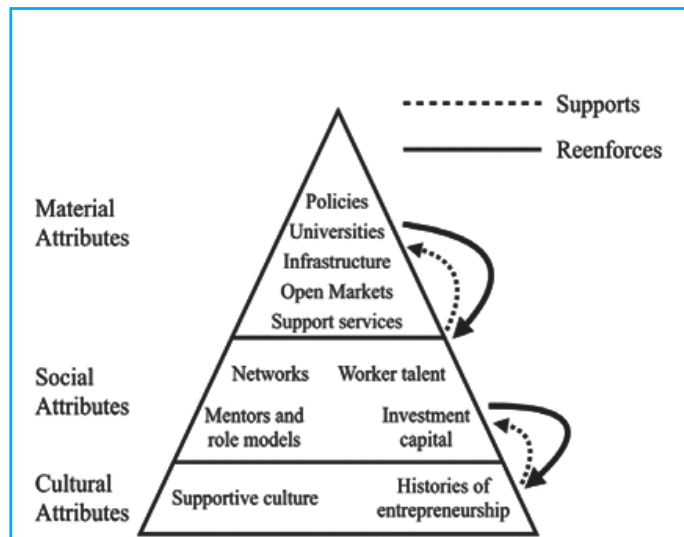 Supports
Reenforces
Material
Attributes
Policies
Universities
Infrastructure
Open Markets
Support services
Social
Attributes
Networks
Worker talent
Mentors and
role models
Investment
capital
Cultural
Attributes
Supportive culture
Histories of
entrepreneurship